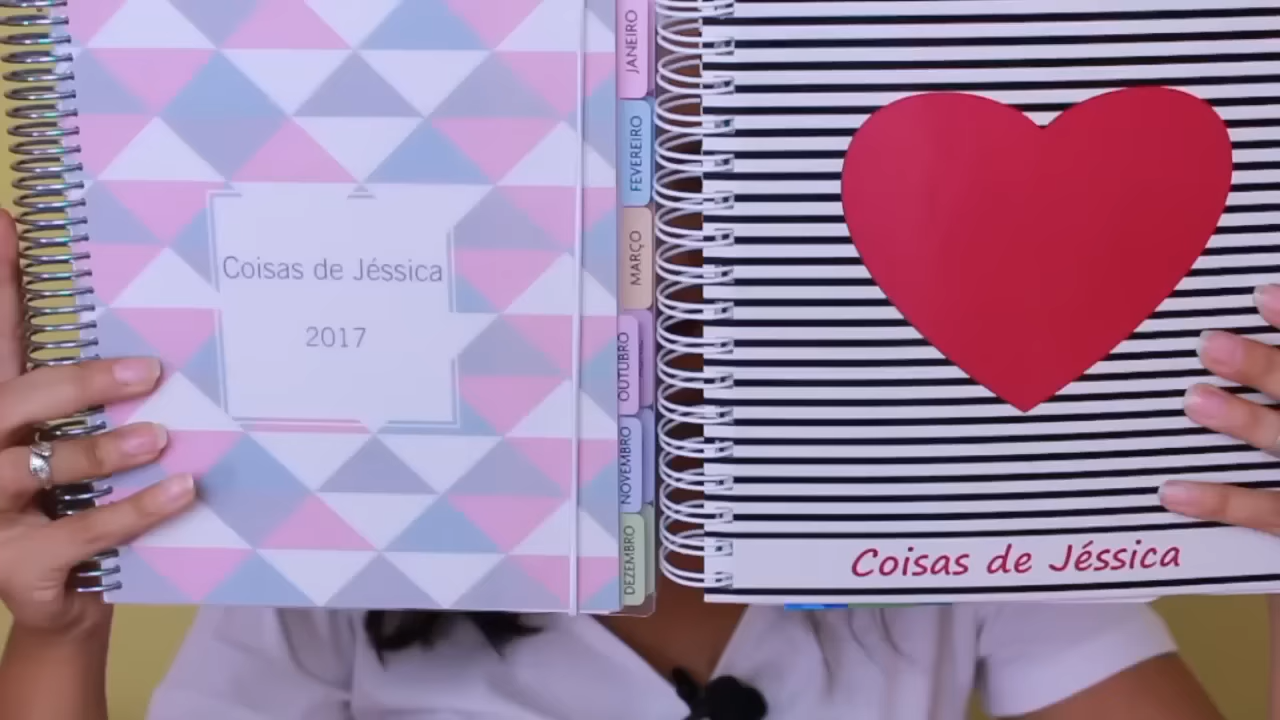 Coisas de Jéssica
2017
JANEIRO
FEVEREIRO
MARÇO
OUTUBRO
NOVEMBRO
DEZEMBRO
Coisas de Jéssica